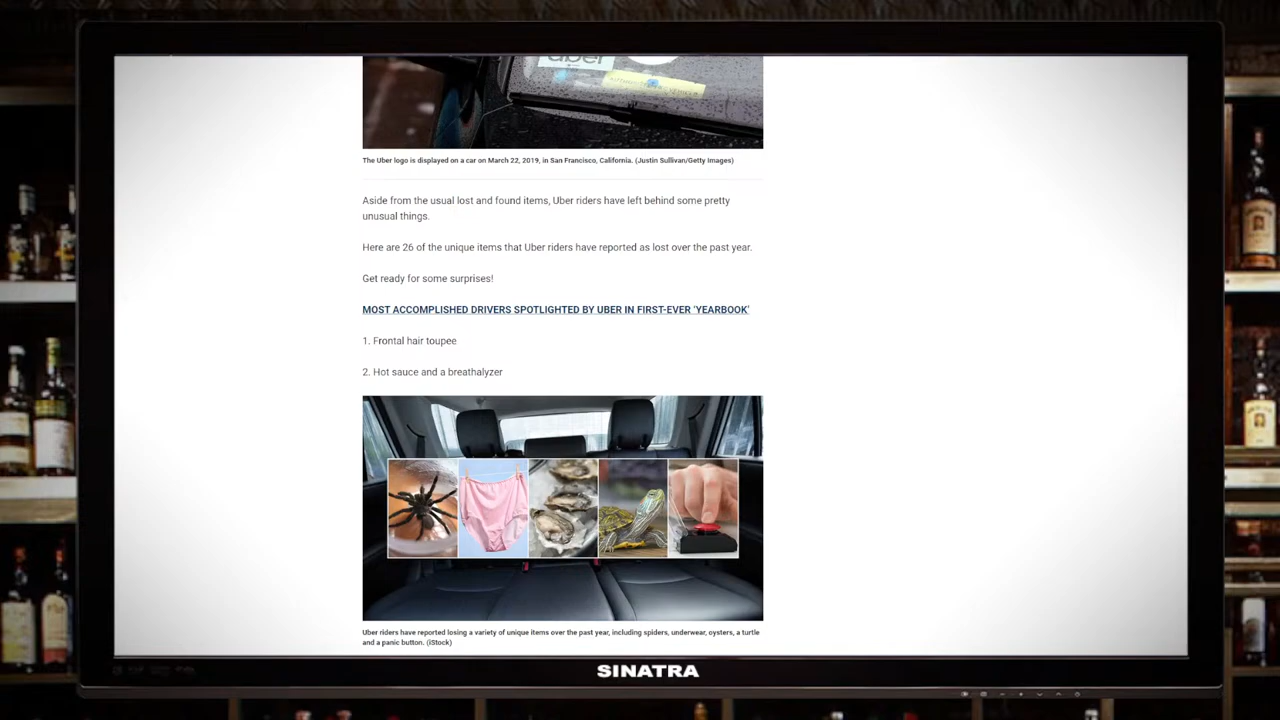 Uber
The Uber logo is displayed on a car on March 22, 2019, in San Francisco, California. (Justin Sullivan/Getty Images)
Aside from the usual lost and found items, Uber riders have left behind some pretty
unusual things.
Here are 26 of the unique items that Uber riders have reported as lost over the past year.
Get ready for some surprises!
MOST ACCOMPLISHED DRIVERS SPOTLIGHTED BY UBER IN FIRST-EVER ‘YEARBOOK’
1. Frontal hair toupee
2. Hot sauce and a breathalyzer
Uber riders have reported losing a variety of unique items over the past year, including spiders, underwear, oysters, a turtle
and a panic button. (iStock)
SINATRA